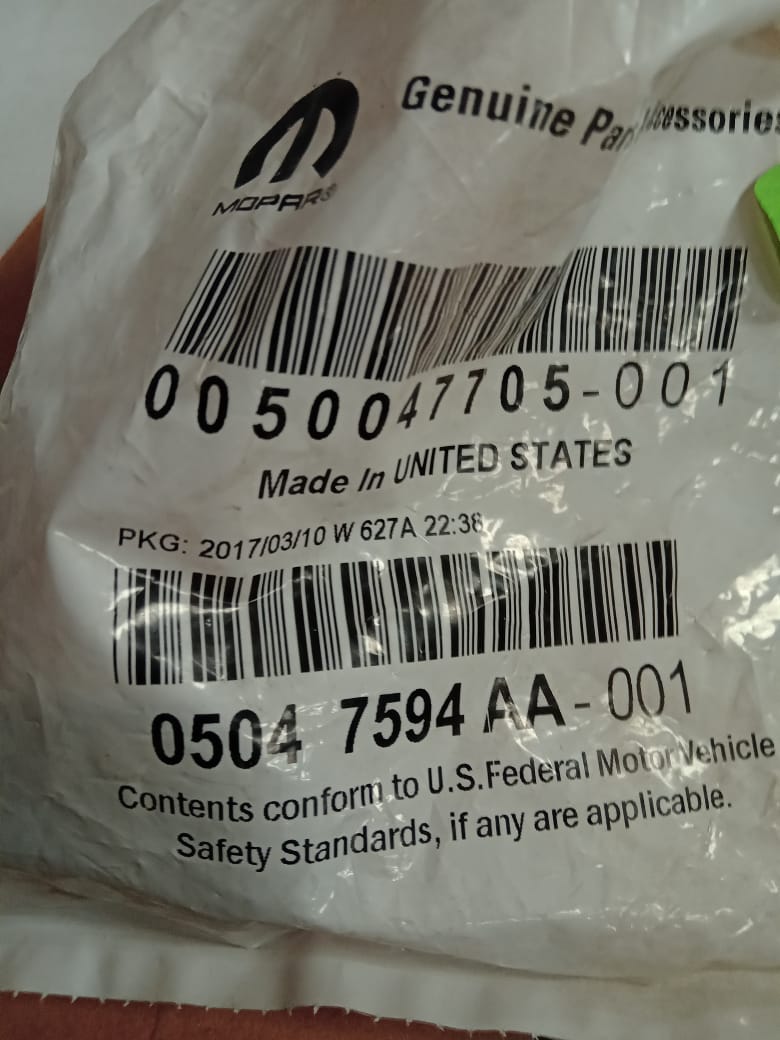 Genuine Par Accessories
MOPAR®
0050047705-001
Made In UNITED STATES
PKG: 2017/03/10 W 627A 22:38
0504 7594 AA-001
Contents conform to U.S.Federal Motor Vehicle
Safety Standards, if any are applicable.